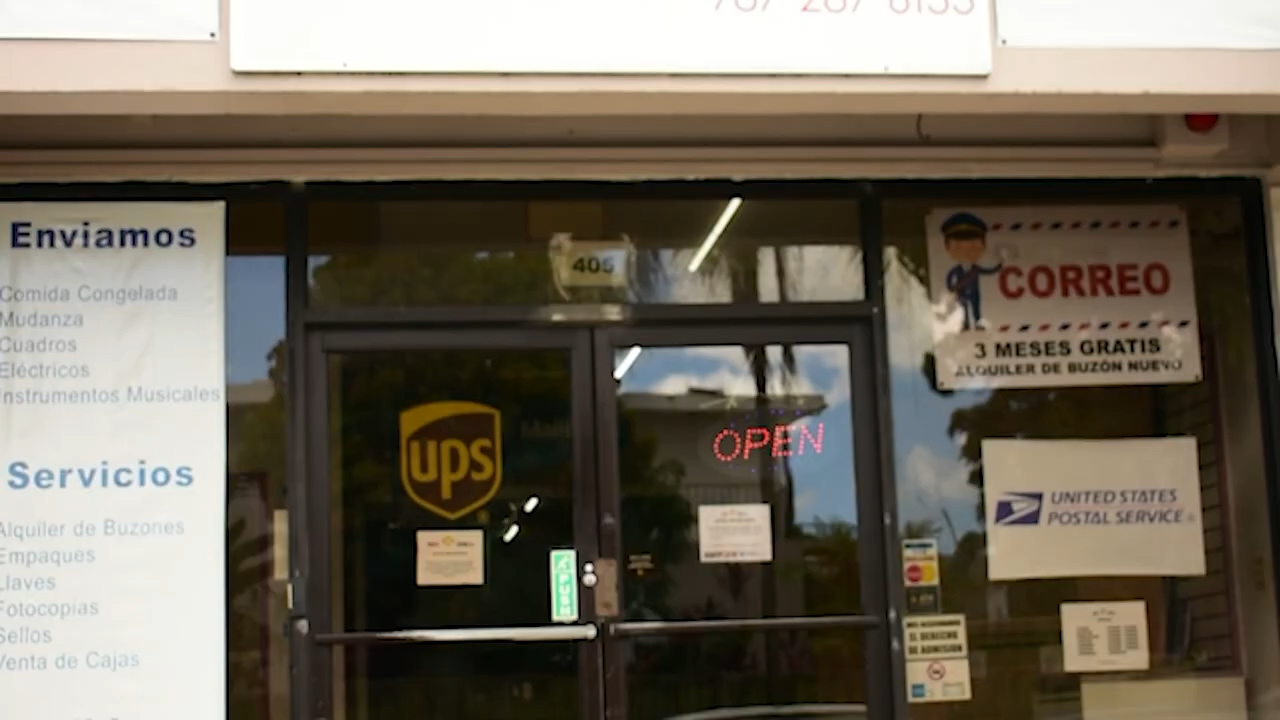 Enviamos
Comida Congelada
Mudanza
Cuadros
Eléctricos
Instrumentos Musicales
Servicios
Alquiler de Buzones
Empaques
Llaves
Fotocopias
Sellos
Venta de Cajas
405
ups
OPEN
PUSH
CORREO
3 MESES GRATIS
ALQUILER DE BUZÓN NUEVO
UNITED STATES
POSTAL SERVICE
NOS RESERVAMOS
EL DERECHO
DE ADMISIÓN